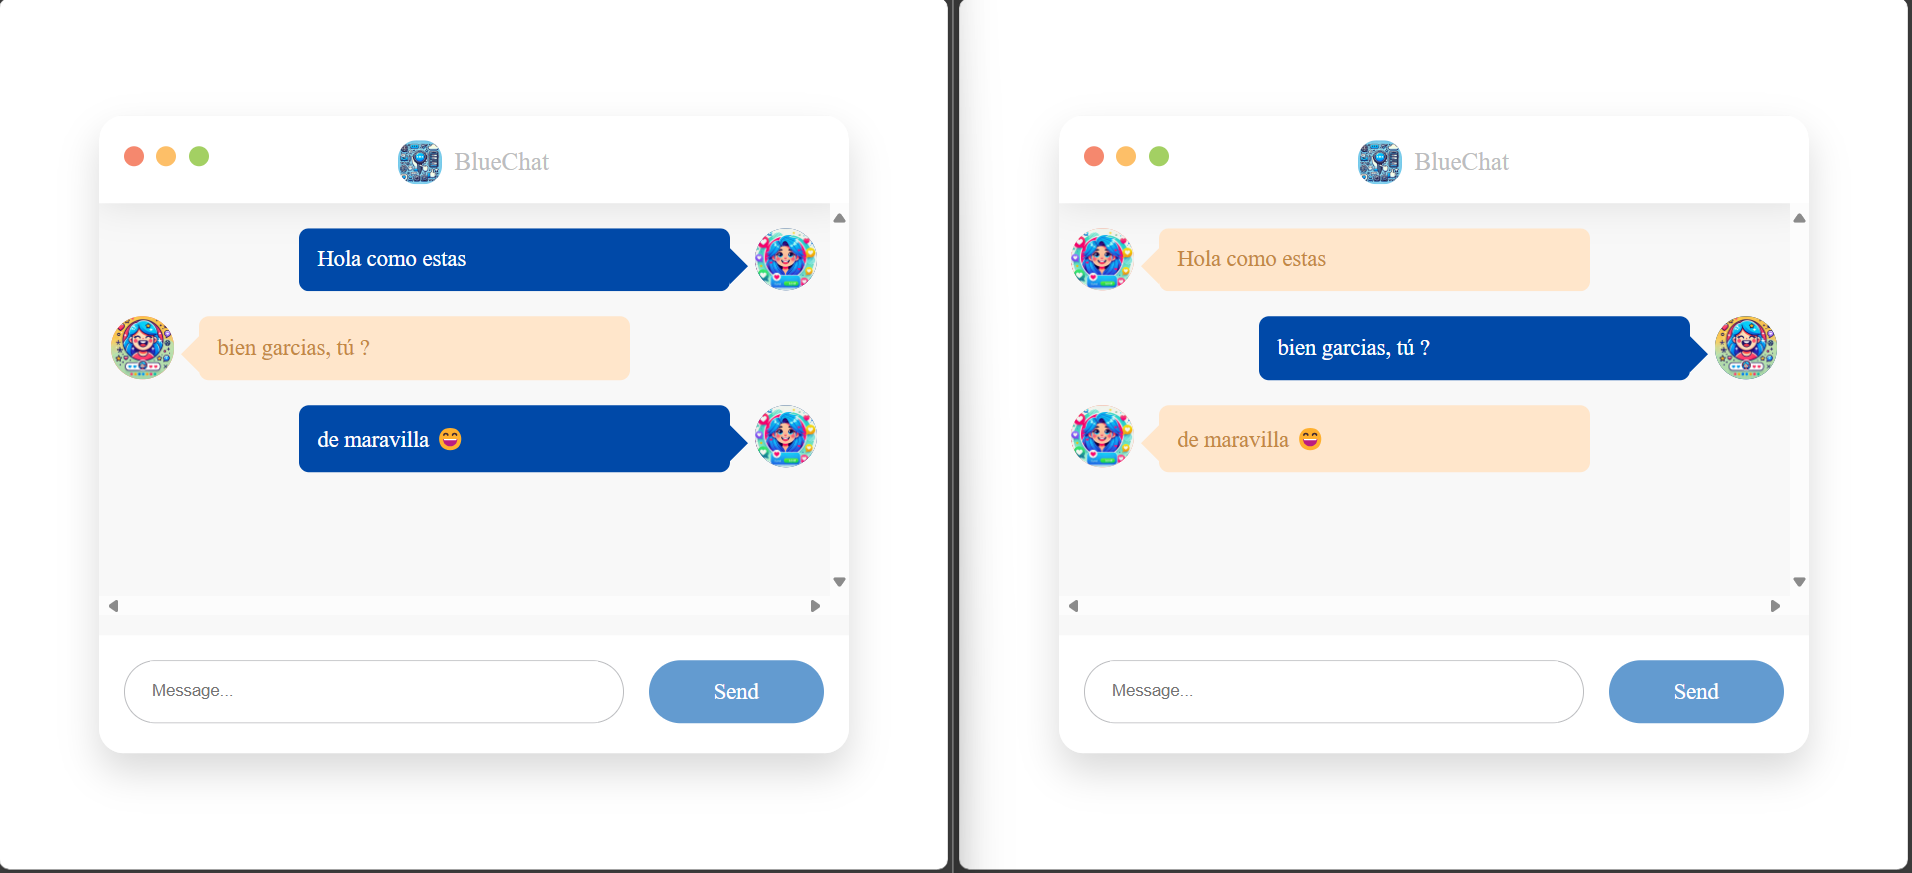 BlueChat
Hola como estas
bien garcias, tú ?
de maravilla 😄
Message...
Send
BlueChat
Hola como estas
bien garcias, tú ?
de maravilla 😄
Message...
Send